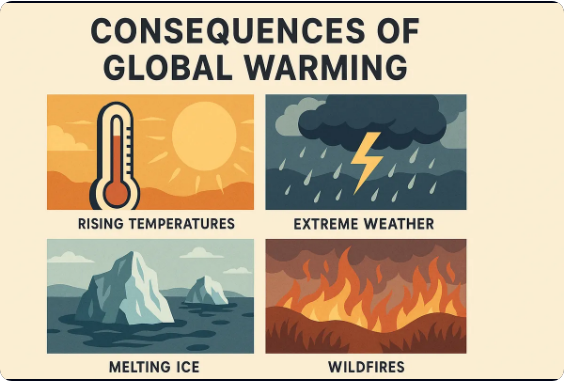 CONSEQUENCES OF
GLOBAL WARMING
RISING TEMPERATURES
EXTREME WEATHER
MELTING ICE
WILDFIRES